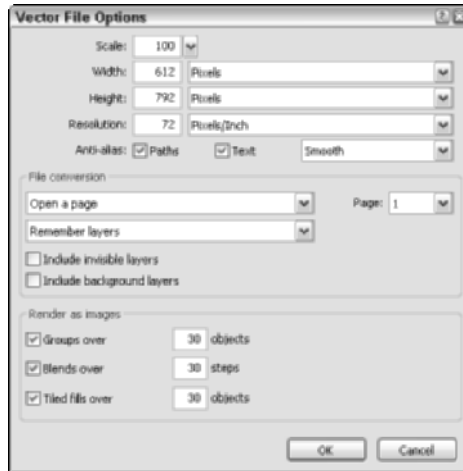 Vector File Options
Scale: 100
Width: 612 Pixels
Height: 792 Pixels
Resolution: 72 Pixels/Inch
Anti-alias: Paths Text Smooth
File conversion
Open a page Page: 1
Remember layers
Include invisible layers
Include background layers
Render as images
Groups over 30 objects
Blends over 30 steps
Tiled fills over 30 objects
OK Cancel